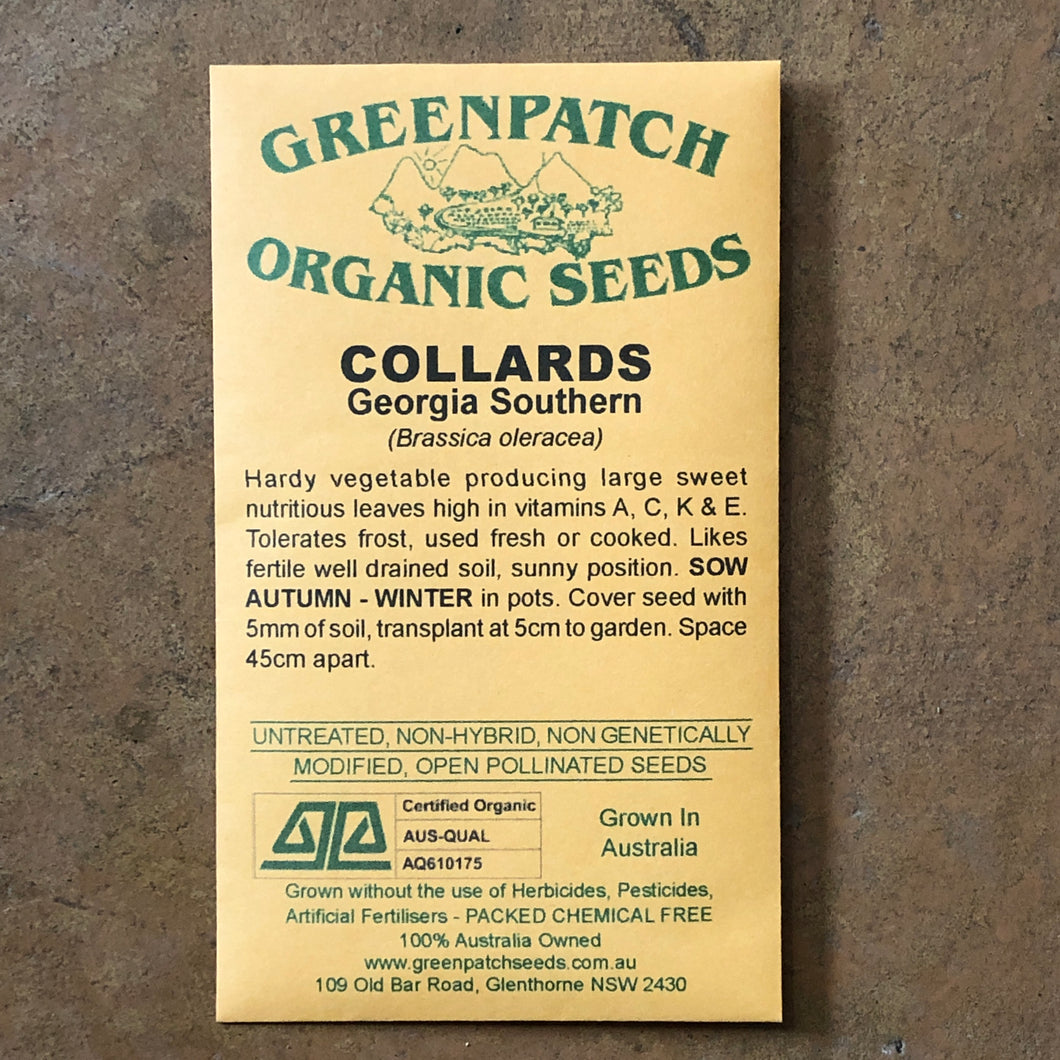 GREENPATCH
ORGANIC SEEDS
COLLARDS
Georgia Southern
(Brassica oleracea)
Hardy vegetable producing large sweet
nutritious leaves high in vitamins A, C, K & E.
Tolerates frost, used fresh or cooked. Likes
fertile well drained soil, sunny position. SOW
AUTUMN - WINTER in pots. Cover seed with
5mm of soil, transplant at 5cm to garden. Space
45cm apart.
UNTREATED, NON-HYBRID, NON GENETICALLY
MODIFIED, OPEN POLLINATED SEEDS
Certified Organic
AUS-QUAL
AQ610175
Grown In
Australia
Grown without the use of Herbicides, Pesticides,
Artificial Fertilisers - PACKED CHEMICAL FREE
100% Australia Owned
www.greenpatchseeds.com.au
109 Old Bar Road, Glenthorne NSW 2430